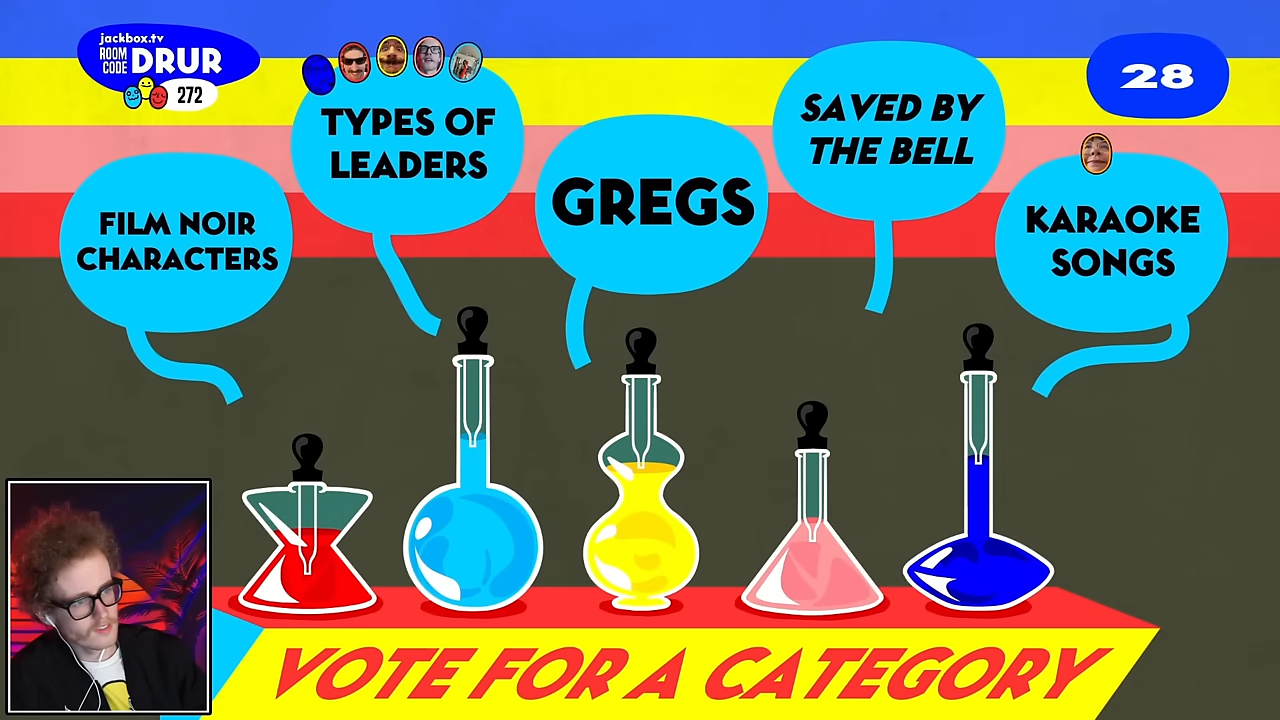 jackbox.tv
ROOM
CODE
DRUR
272
28
TYPES OF
LEADERS
SAVED BY
THE BELL
GREGS
FILM NOIR
CHARACTERS
KARAOKE
SONGS
VOTE FOR A CATEGORY